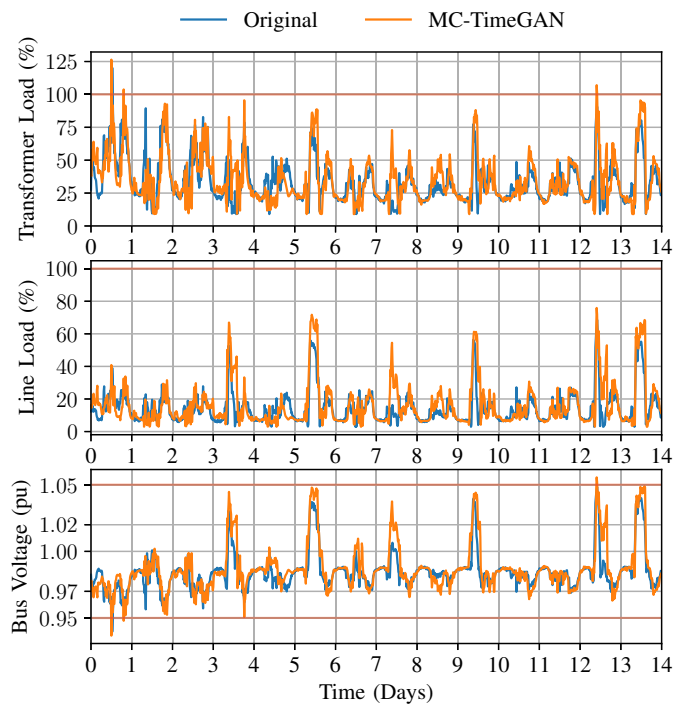 Original MC-TimeGAN
Transformer Load (%)
125
100
75
50
25
0
0 1 2 3 4 5 6 7 8 9 10 11 12 13 14
Line Load (%)
100
80
60
40
20
0
0 1 2 3 4 5 6 7 8 9 10 11 12 13 14
Bus Voltage (pu)
1.05
1.02
1.00
0.97
0.95
0 1 2 3 4 5 6 7 8 9 10 11 12 13 14
Time (Days)